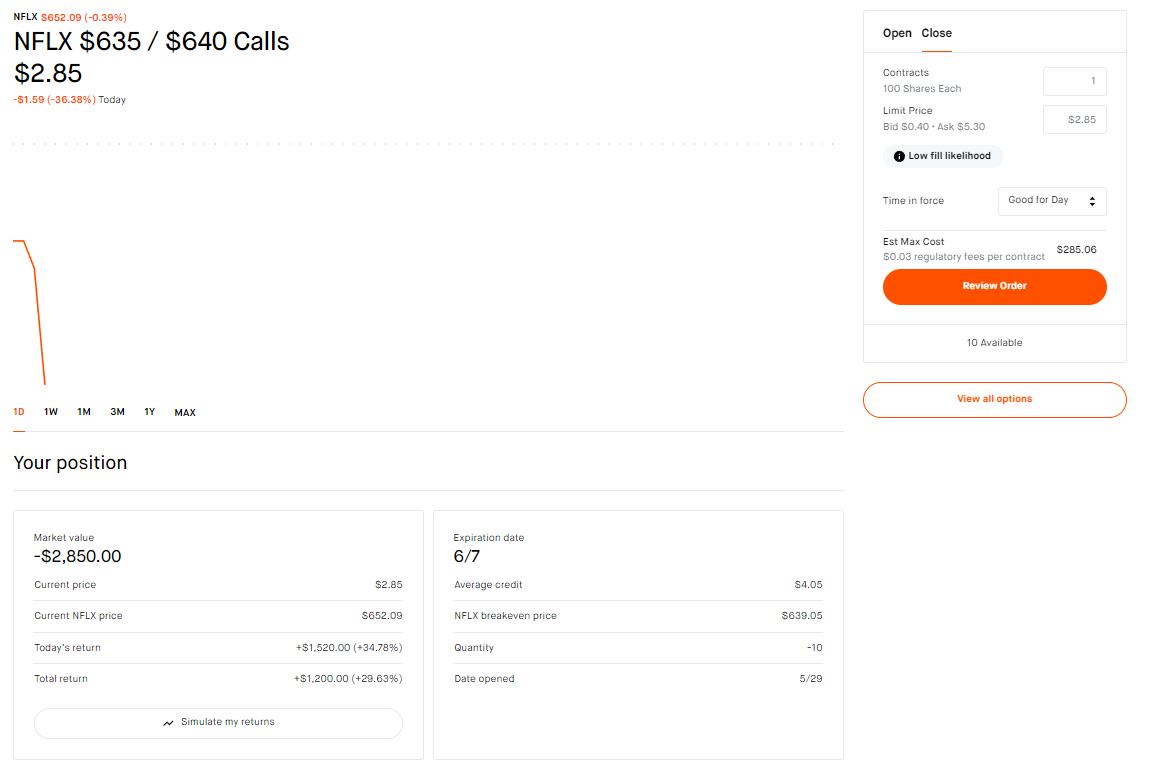 NFLX $652.09 (-0.39%)
NFLX $635 / $640 Calls
$2.85
-$1.59 (-36.38%) Today
1D 1W 1M 3M 1Y MAX
Your position
Market value
-$2,850.00
Current price $2.85
Current NFLX price $652.09
Today's return +$1,520.00 (+34.78%)
Total return +$1,200.00 (+29.63%)
Simulate my returns
Expiration date
6/7
Average credit $4.05
NFLX breakeven price $639.05
Quantity -10
Date opened 5/29
Open Close
Contracts
100 Shares Each
1
Limit Price
Bid $0.40 • Ask $5.30
$2.85
Low fill likelihood
Time in force Good for Day
Est Max Cost
$0.03 regulatory fees per contract
$285.06
Review Order
10 Available
View all options